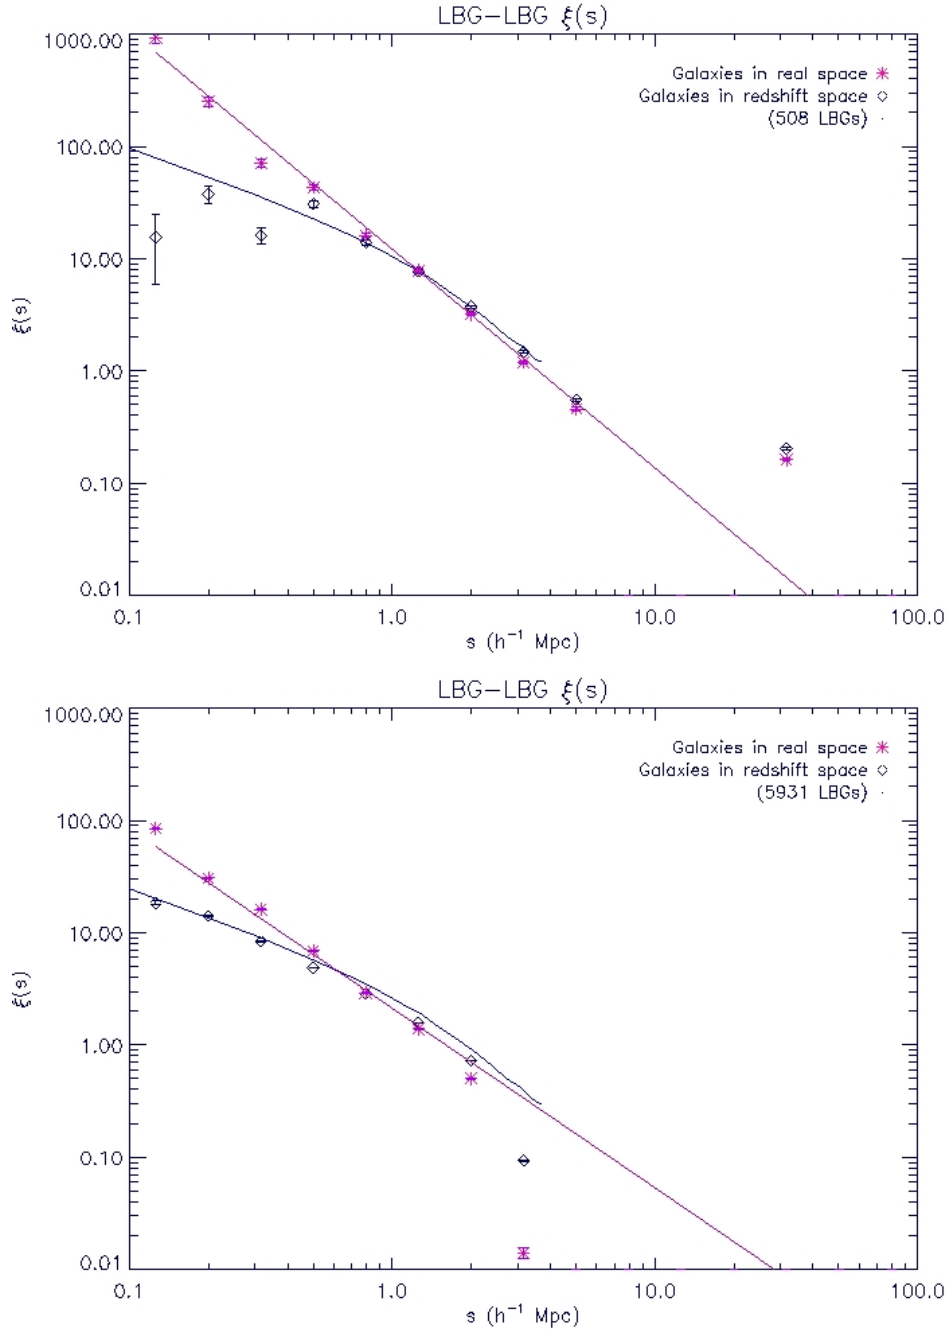 LBG−LBG ξ(s)
1000.00
100.00
10.00
1.00
0.10
0.01
ξ(s)
Galaxies in real space
Galaxies in redshift space
(508 LBGs)
0.1 1.0 10.0 100.0
s (h⁻¹ Mpc)
LBG−LBG ξ(s)
1000.00
100.00
10.00
1.00
0.10
0.01
ξ(s)
Galaxies in real space
Galaxies in redshift space
(5931 LBGs)
0.1 1.0 10.0 100.0
s (h⁻¹ Mpc)